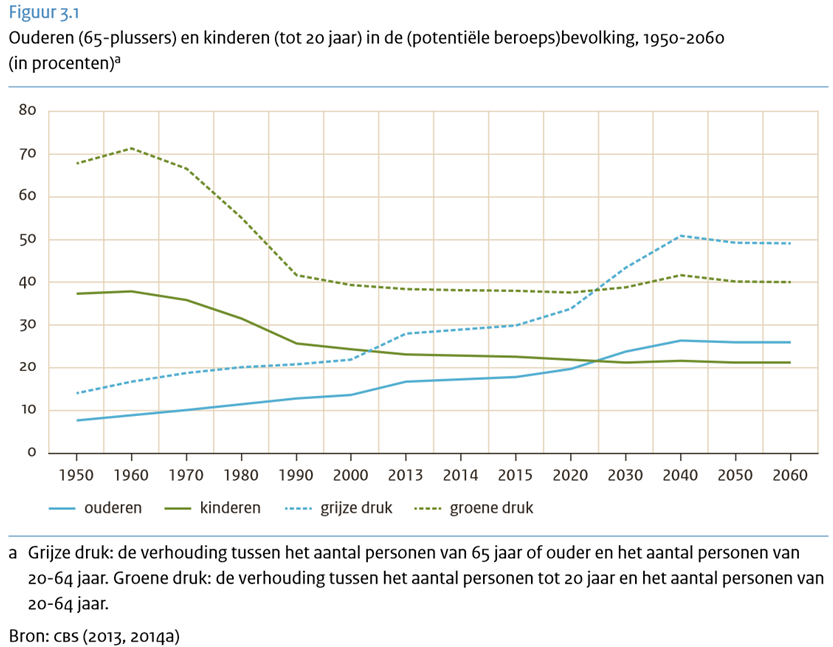 Figuur 3.1
Ouderen (65-plussers) en kinderen (tot 20 jaar) in de (potentiële beroeps)bevolking, 1950-2060
(in procenten)ᵃ
80
70
60
50
40
30
20
10
0
1950 1960 1970 1980 1990 2000 2013 2014 2015 2020 2030 2040 2050 2060
ouderen kinderen grijze druk groene druk
a Grijze druk: de verhouding tussen het aantal personen van 65 jaar of ouder en het aantal personen van
20-64 jaar. Groene druk: de verhouding tussen het aantal personen tot 20 jaar en het aantal personen van
20-64 jaar.
Bron: CBS (2013, 2014a)